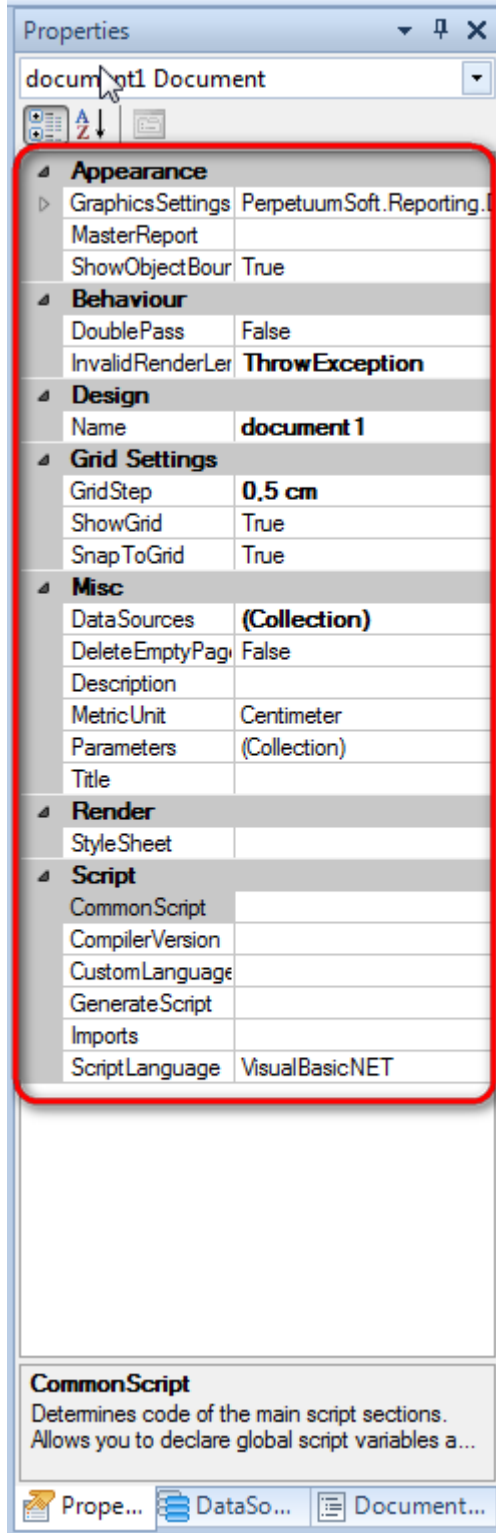 Properties
document1 Document
Appearance
GraphicsSettings PerpetuumSoft.Reporting.
MasterReport
ShowObjectBour True
Behaviour
DoublePass False
InvalidRenderLer ThrowException
Design
Name document1
Grid Settings
GridStep 0,5 cm
ShowGrid True
SnapToGrid True
Misc
DataSources (Collection)
DeleteEmptyPag False
Description
MetricUnit Centimeter
Parameters (Collection)
Title
Render
StyleSheet
Script
CommonScript
CompilerVersion
CustomLanguage
GenerateScript
Imports
ScriptLanguage VisualBasicNET
CommonScript
Determines code of the main script sections.
Allows you to declare global script variables a...
Prope... DataSo... Document...